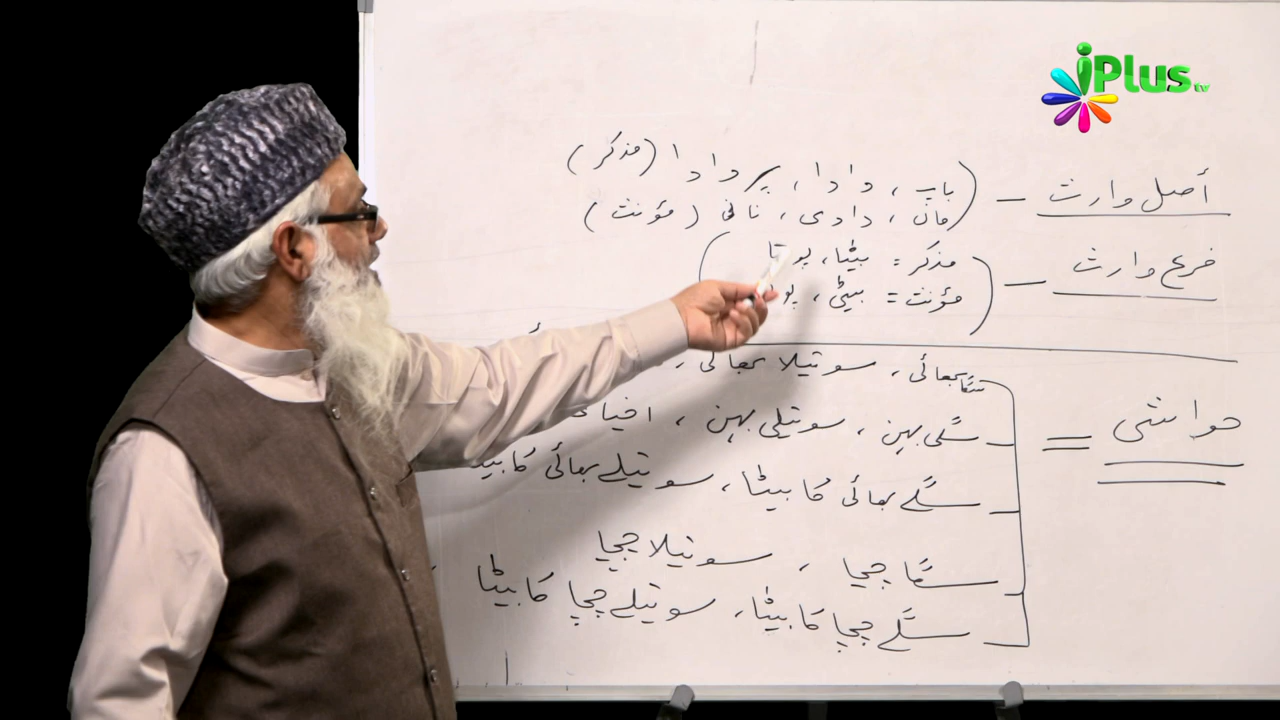 iPlus tv
أصل وارث – (باپ، دادا، پردادا (مذکر)
ماں، دادی، نانی (مؤنث)
فرع وارث – (مذکر = بیٹا، پوتا
مؤنث = بیٹی،
حواشی = سگا بھائی، سوتیلا بھائی،
سگی بہن، سوتیلی بہن،
سگے بھائی کا بیٹا، سوتیلے بھائی کا بیٹا
سگا چچا، سوتیلا چچا
سگے چچا کا بیٹا، سوتیلے چچا کا بیٹا